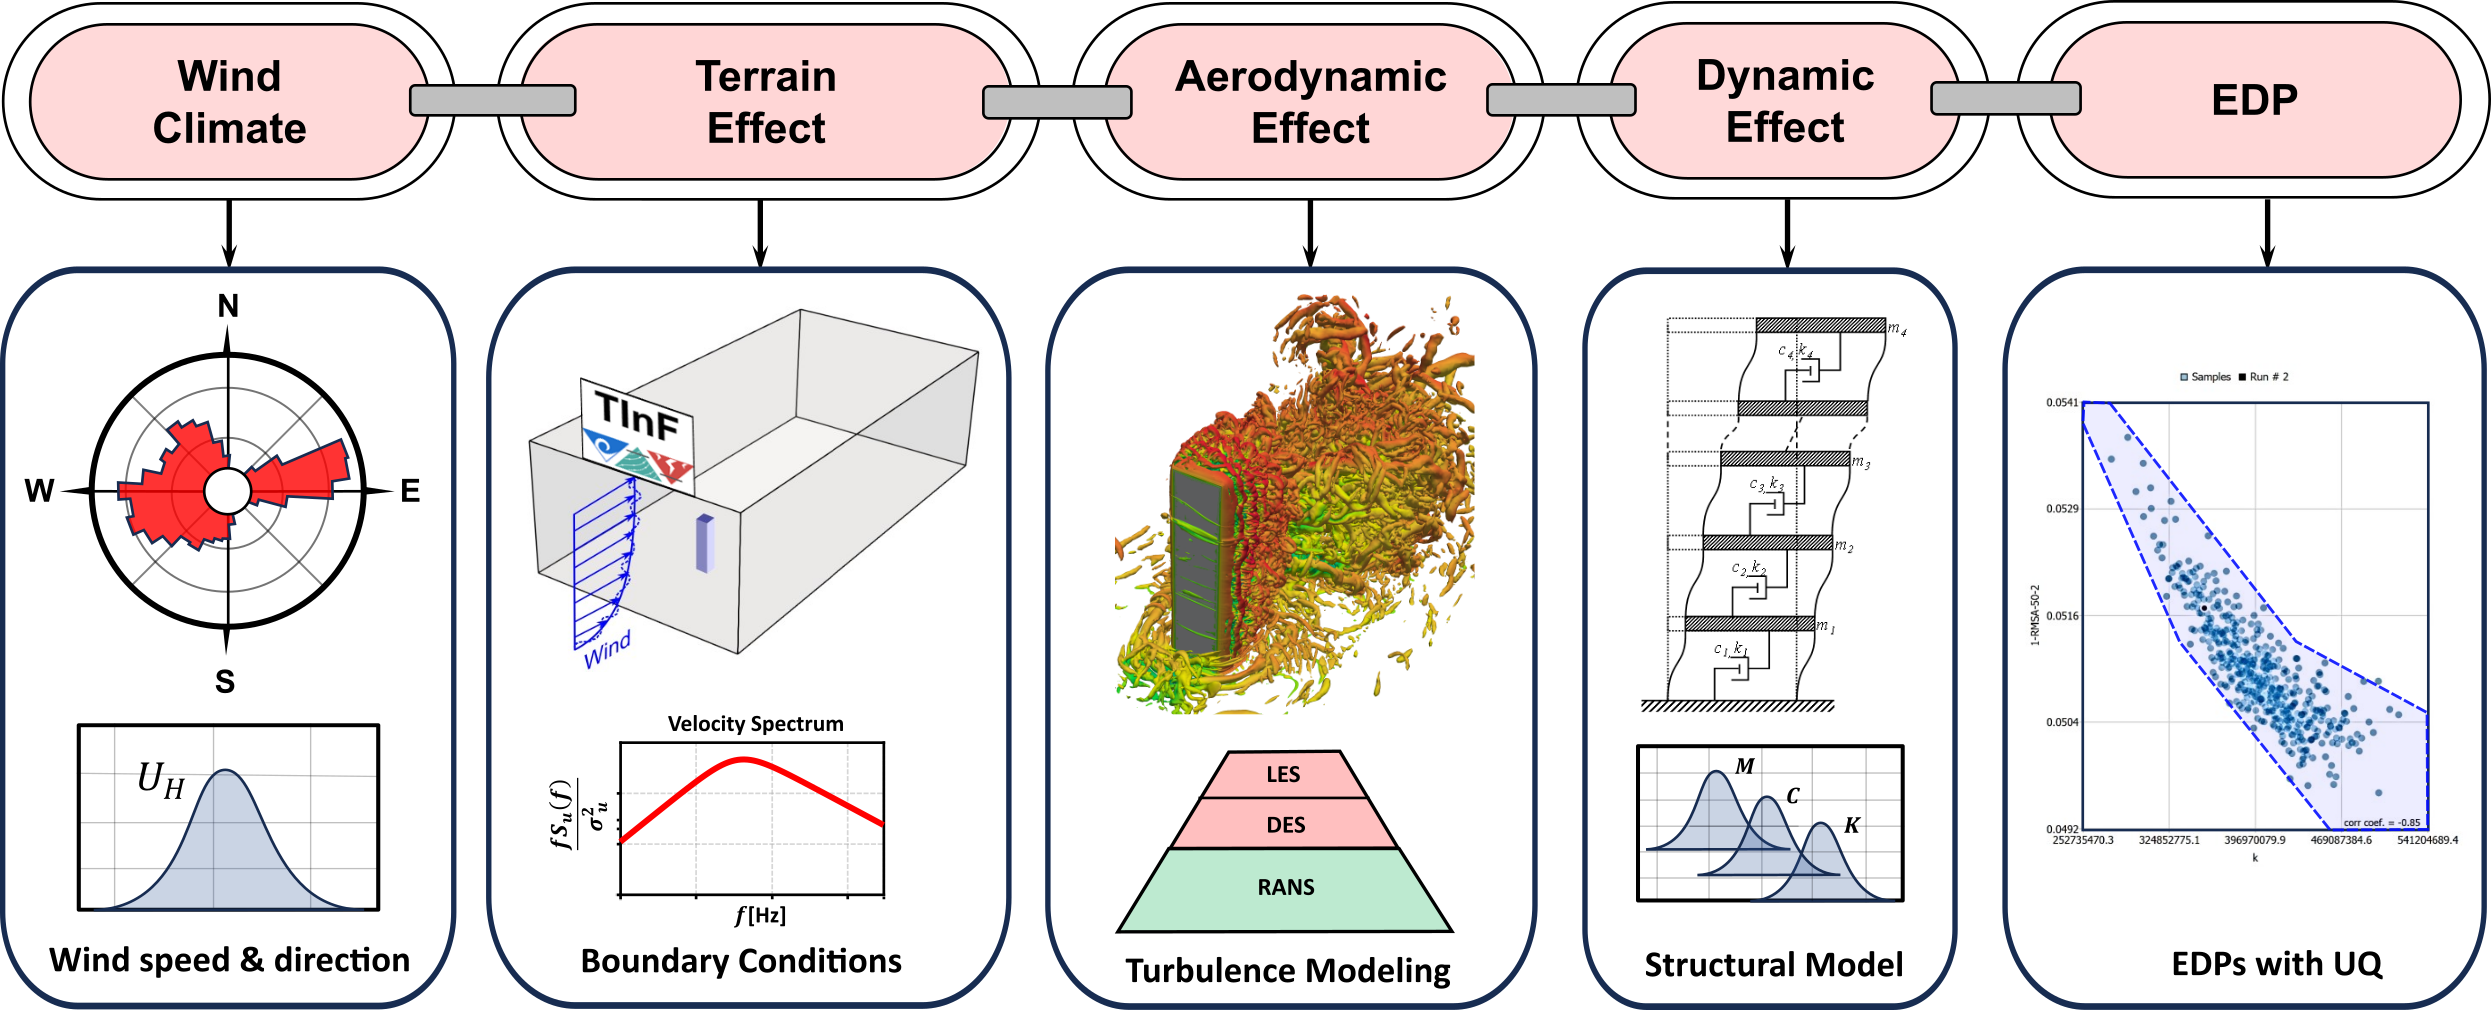 Wind
Climate
Terrain
Effect
Aerodynamic
Effect
Dynamic
Effect
EDP
N
W
E
S
U_H
Wind speed & direction
TInF
Wind
Velocity Spectrum
fS_u(f)
σ_u^2
f[Hz]
Boundary Conditions
LES
DES
RANS
Turbulence Modeling
m_4
c_4,k_4
m_3
c_3,k_3
m_2
c_2,k_2
m_1
c_1,k_1
M
C
K
Structural Model
Samples Run # 2
0.0541
0.0529
0.0516
0.0504
0.0492
1-RMSA-50-2
corr coef. = -0.85
252735470.3 324852775.1 396970079.9 469087384.6 541204689.4
k
EDPs with UQ